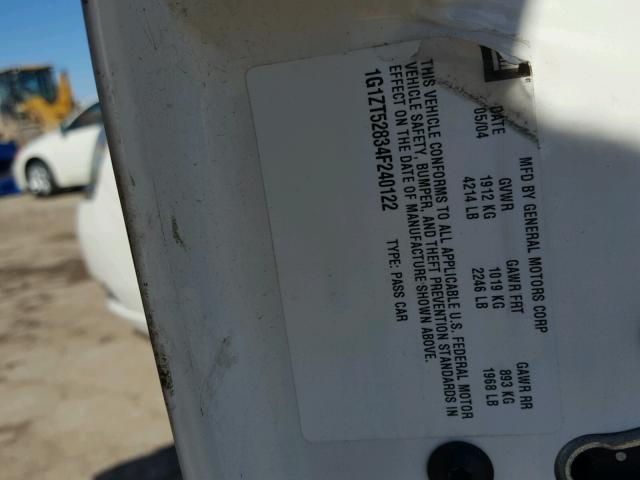 MFD BY GENERAL MOTORS CORP
DATE GVWR GAWR FRT GAWR RR
05/04 1912 KG 1019 KG 893 KG
4214 LB 2246 LB 1968 LB
THIS VEHICLE CONFORMS TO ALL APPLICABLE U.S. FEDERAL MOTOR
VEHICLE SAFETY, BUMPER, AND THEFT PREVENTION STANDARDS IN
EFFECT ON THE DATE OF MANUFACTURE SHOWN ABOVE.
1G1ZT52834F240122 TYPE: PASS CAR